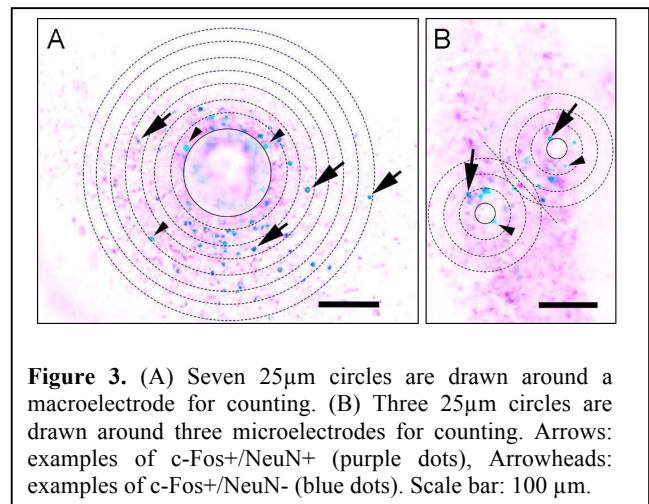 A
B
Figure 3. (A) Seven 25µm circles are drawn around a
macroelectrode for counting. (B) Three 25µm circles are
drawn around three microelectrodes for counting. Arrows:
examples of c-Fos+/NeuN+ (purple dots), Arrowheads:
examples of c-Fos+/NeuN- (blue dots). Scale bar: 100 µm.